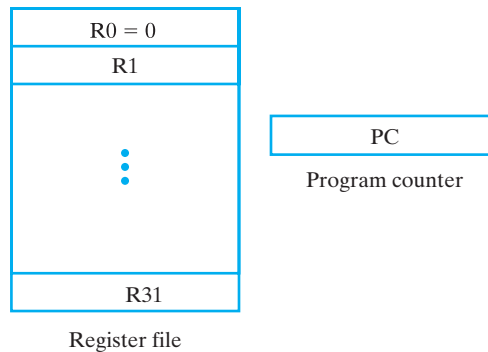 R0 = 0
R1
PC
Program counter
R31
Register file